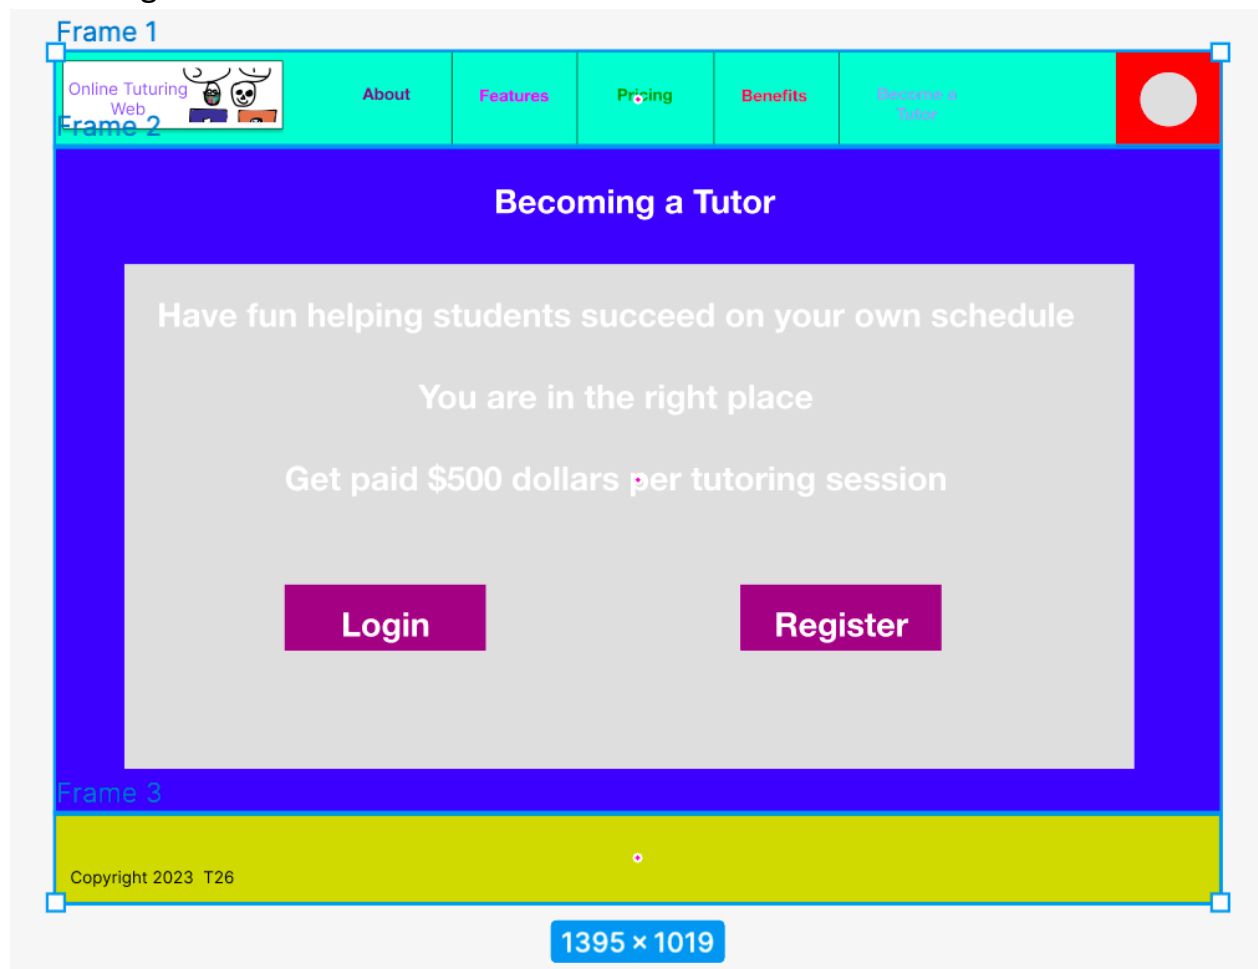 Frame 1
Online Tuturing
Web
About
Features
Pricing
Benefits
Become a
Tutor
Frame 2
Becoming a Tutor
Have fun helping students succeed on your own schedule
You are in the right place
Get paid $500 dollars per tutoring session
Login
Register
Frame 3
Copyright 2023 T26
1395 × 1019